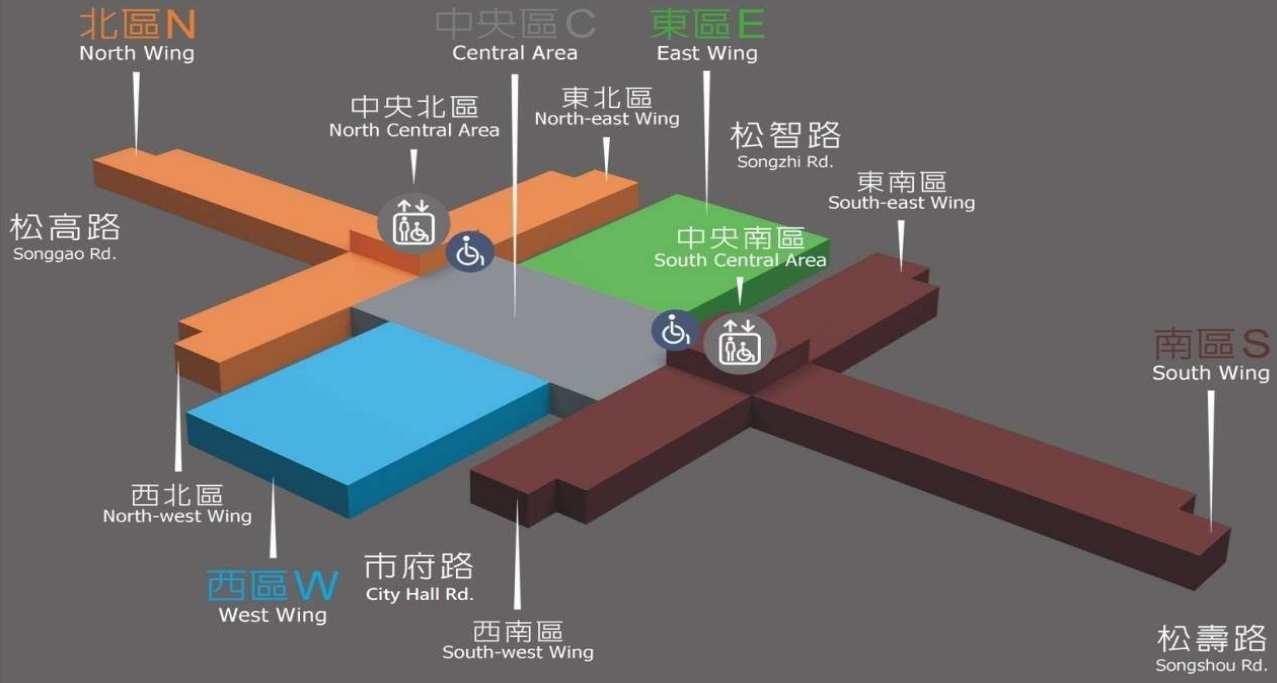 北區N
North Wing
中央區C
Central Area
東區E
East Wing
中央北區
North Central Area
東北區
North-east Wing
松智路
Songzhi Rd.
東南區
South-east Wing
松高路
Songgao Rd.
中央南區
South Central Area
南區S
South Wing
西北區
North-west Wing
西區W
West Wing
市府路
City Hall Rd.
西南區
South-west Wing
松壽路
Songshou Rd.